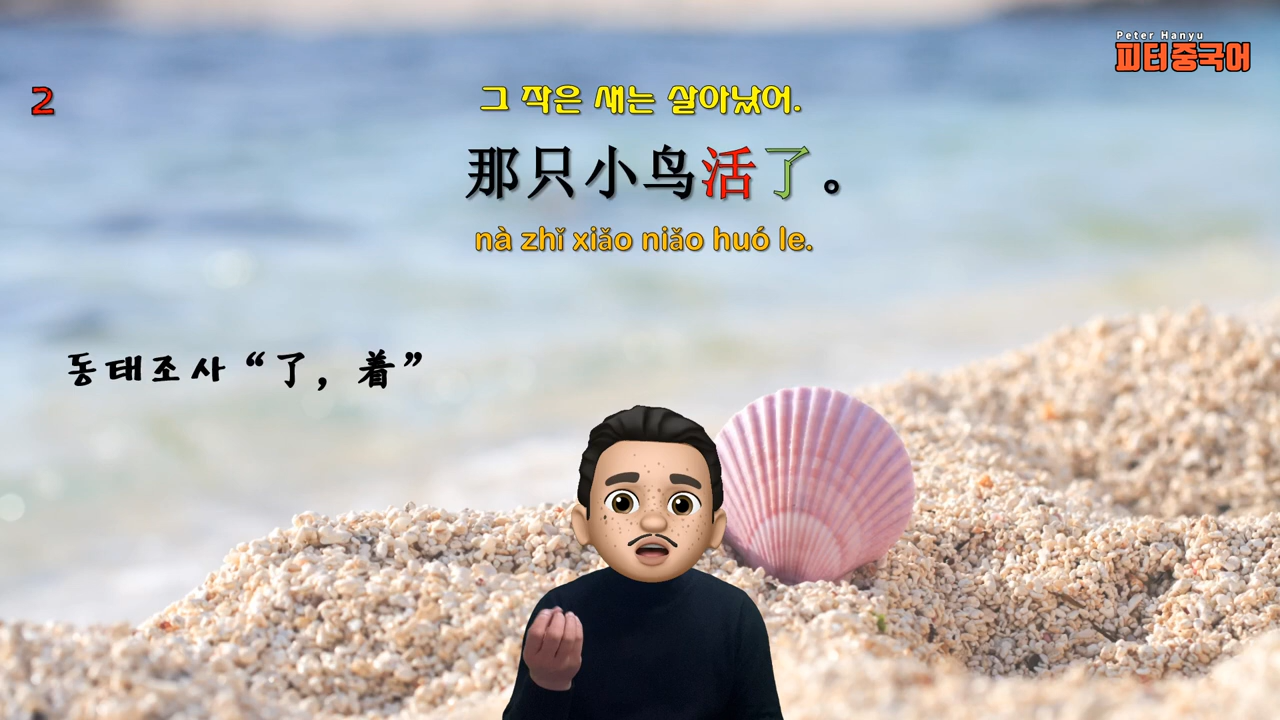 Peter Hanyu
피터중국어
2
그 작은 새는 살아났어.
那只小鸟活了。
nà zhǐ xiǎo niǎo huó le.
동태조사 “了，着”